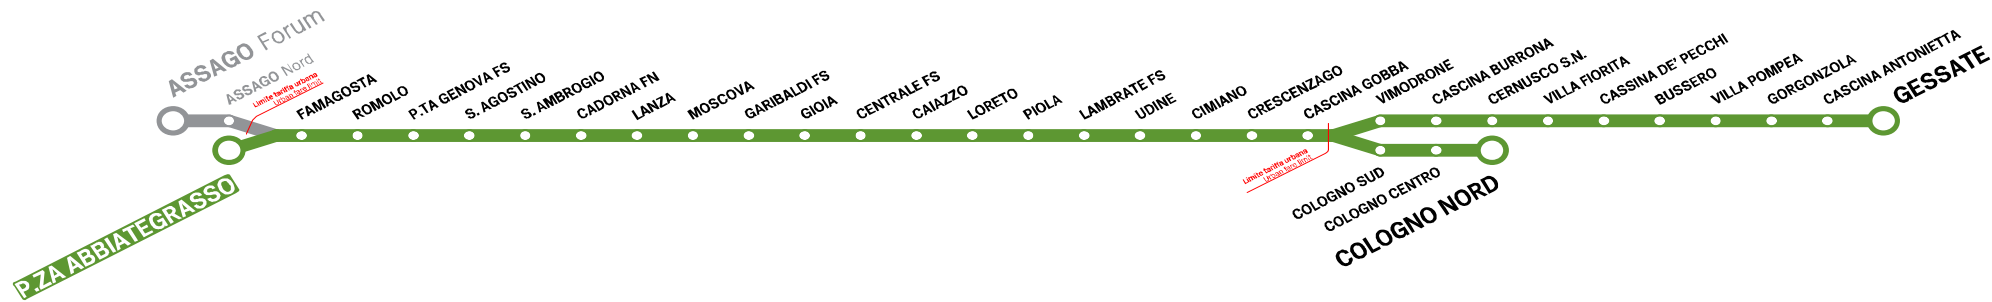 ASSAGO Forum
ASSAGO Nord
Limite tariffa urbana
Urban fare limit
P.ZA ABBIATEGRASSO
FAMAGOSTA
ROMOLO
P.TA GENOVA FS
S. AGOSTINO
S. AMBROGIO
CADORNA FN
LANZA
MOSCOVA
GARIBALDI FS
GIOIA
CENTRALE FS
CAIAZZO
LORETO
PIOLA
LAMBRATE FS
UDINE
CIMIANO
CRESCENZAGO
CASCINA GOBBA
Limite tariffa urbana
Urban fare limit
VIMODRONE
CASCINA BURRONA
CERNUSCO S.N.
VILLA FIORITA
CASSINA DE' PECCHI
BUSSERO
VILLA POMPEA
GORGONZOLA
CASCINA ANTONIETTA
GESSATE
COLOGNO SUD
COLOGNO CENTRO
COLOGNO NORD